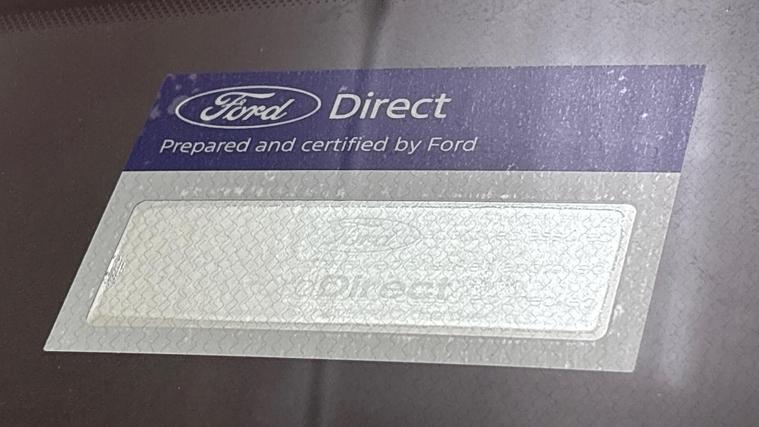 Ford Direct
Prepared and certified by Ford
Ford
Direct